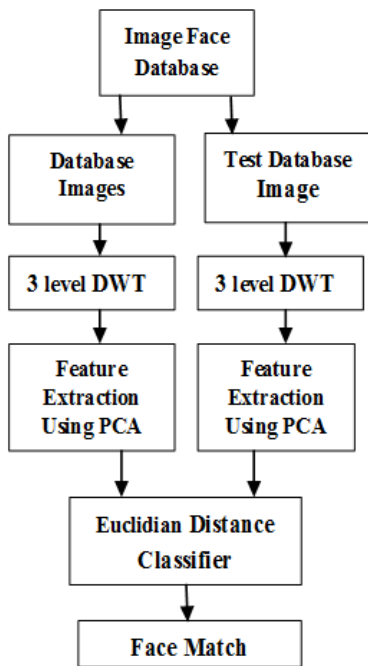 Image Face
Database
Database
Images
Test Database
Image
3 level DWT
3 level DWT
Feature
Extraction
Using PCA
Feature
Extraction
Using PCA
Euclidian Distance
Classifier
Face Match